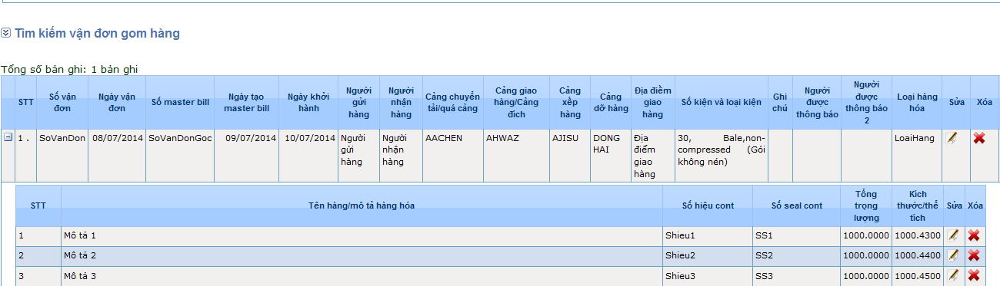 Tìm kiếm vận đơn gom hàng
Tổng số bản ghi: 1 bản ghi
STT Số vận đơn Ngày vận đơn Số master bill Ngày tạo master bill Ngày khởi hành Người gửi hàng Người nhận hàng Cảng chuyển tải/quá cảng Cảng giao hàng/Cảng đích Cảng xếp hàng Cảng dỡ hàng Địa điểm giao hàng Số kiện và loại kiện Ghi chú Người được thông báo Người được thông báo 2 Loại hàng hóa Sửa Xóa
1 . SoVanDon 08/07/2014 SoVanDonGoc 09/07/2014 10/07/2014 Người gửi hàng Người nhận hàng AACHEN AHWAZ AJISU DONG HAI Địa điểm giao hàng 30, Bale,non-compressed (Gói không nén) LoaiHang
STT Tên hàng/mô tả hàng hóa Số hiệu cont Số seal cont Tổng trọng lượng Kích thước/thể tích Sửa Xóa
1 Mô tả 1 Shieu1 SS1 1000.0000 1000.4300
2 Mô tả 2 Shieu2 SS2 1000.0000 1000.4400
3 Mô tả 3 Shieu3 SS3 1000.0000 1000.4500